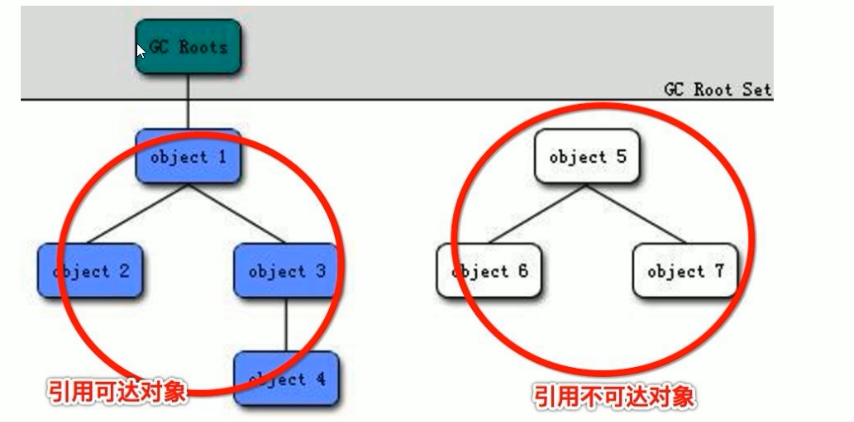 GC Roots
GC Root Set
object 1
object 5
object 2
object 3
object 6
object 7
object 4
引用可达对象
引用不可达对象